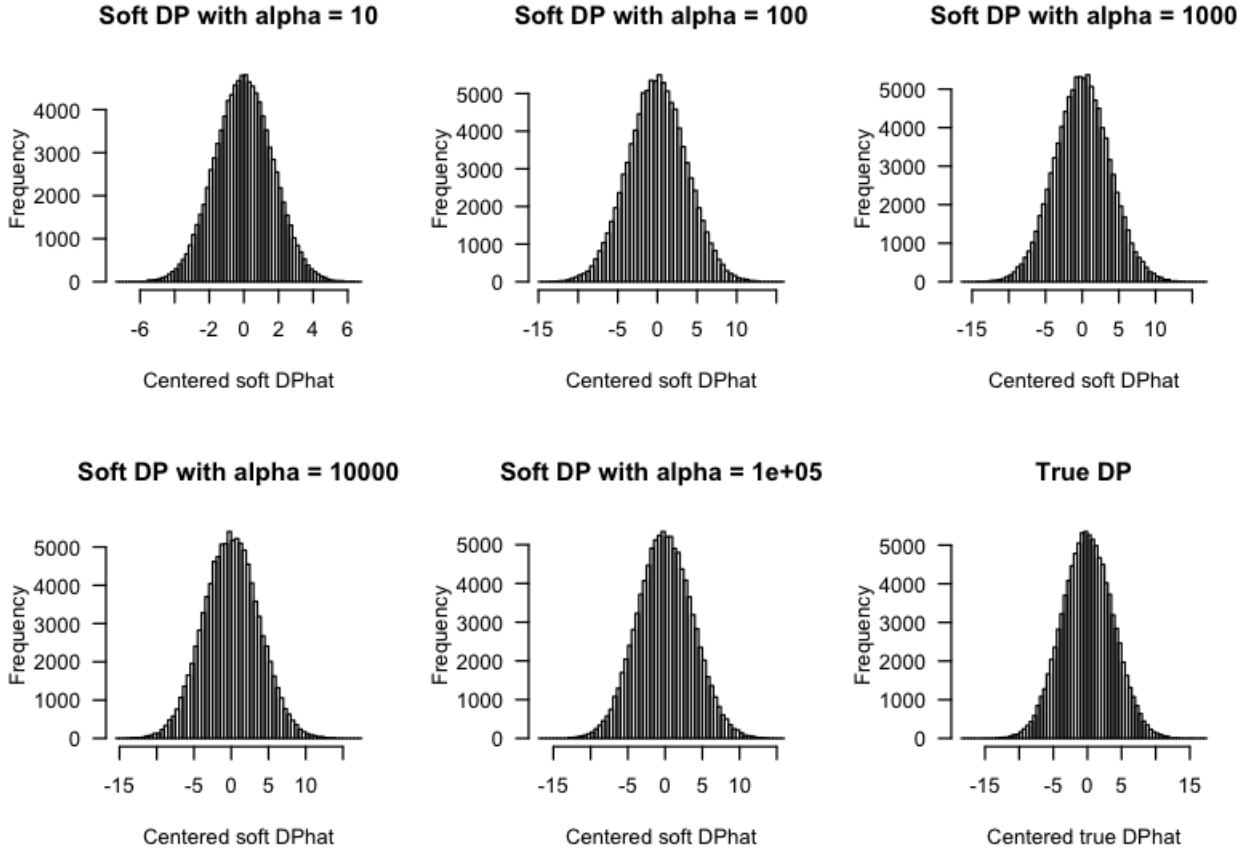 Soft DP with alpha = 10
Frequency
4000
3000
2000
1000
0
-6 -2 0 2 4 6
Centered soft DPhat
Soft DP with alpha = 100
Frequency
5000
4000
3000
2000
1000
0
-15 -5 0 5 10
Centered soft DPhat
Soft DP with alpha = 1000
Frequency
5000
4000
3000
2000
1000
0
-15 -5 0 5 10
Centered soft DPhat
Soft DP with alpha = 10000
Frequency
5000
4000
3000
2000
1000
0
-15 -5 0 5 10
Centered soft DPhat
Soft DP with alpha = 1e+05
Frequency
5000
4000
3000
2000
1000
0
-15 -5 0 5 10
Centered soft DPhat
True DP
Frequency
5000
4000
3000
2000
1000
0
-15 -5 0 5 15
Centered true DPhat